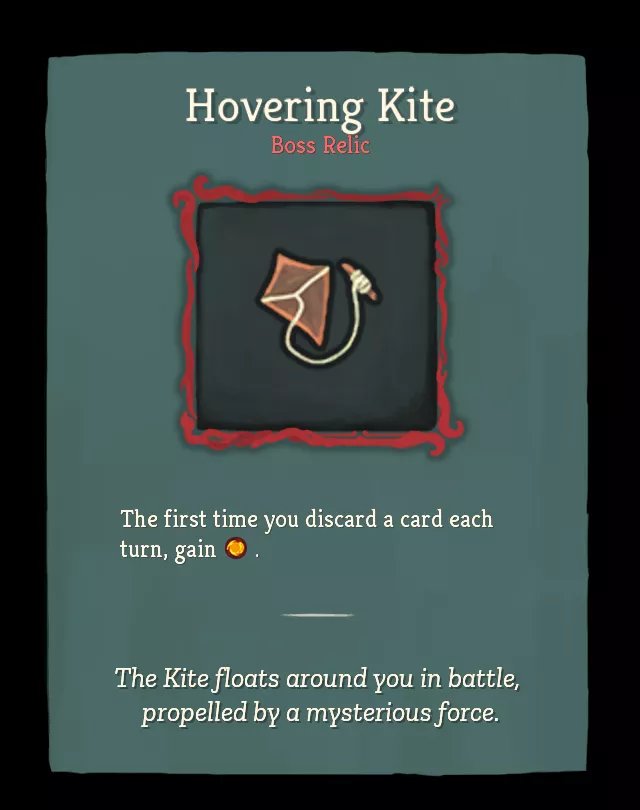 Hovering Kite
Boss Relic
The first time you discard a card each
turn, gain .
The Kite floats around you in battle,
propelled by a mysterious force.